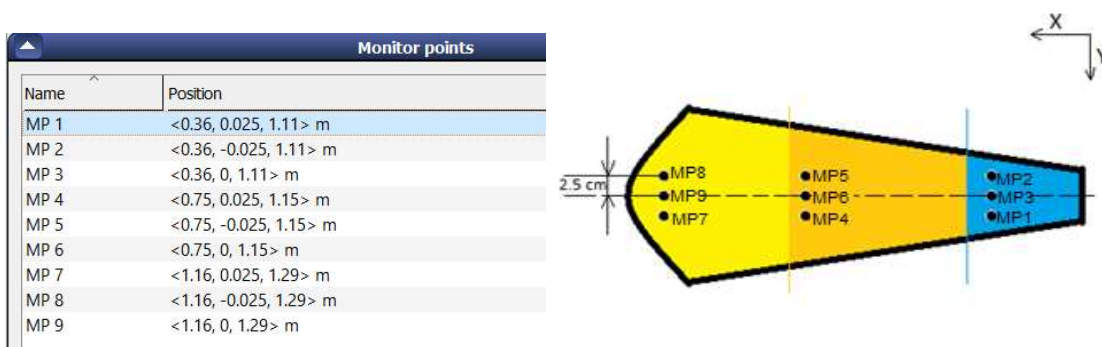 Monitor points
Name Position
MP 1 <0.36, 0.025, 1.11> m
MP 2 <0.36, -0.025, 1.11> m
MP 3 <0.36, 0, 1.11> m
MP 4 <0.75, 0.025, 1.15> m
MP 5 <0.75, -0.025, 1.15> m
MP 6 <0.75, 0, 1.15> m
MP 7 <1.16, 0.025, 1.29> m
MP 8 <1.16, -0.025, 1.29> m
MP 9 <1.16, 0, 1.29> m
X
Y
2.5 cm
MP8 MP5 MP2
MP9 MP6 MP3
MP7 MP4 MP1